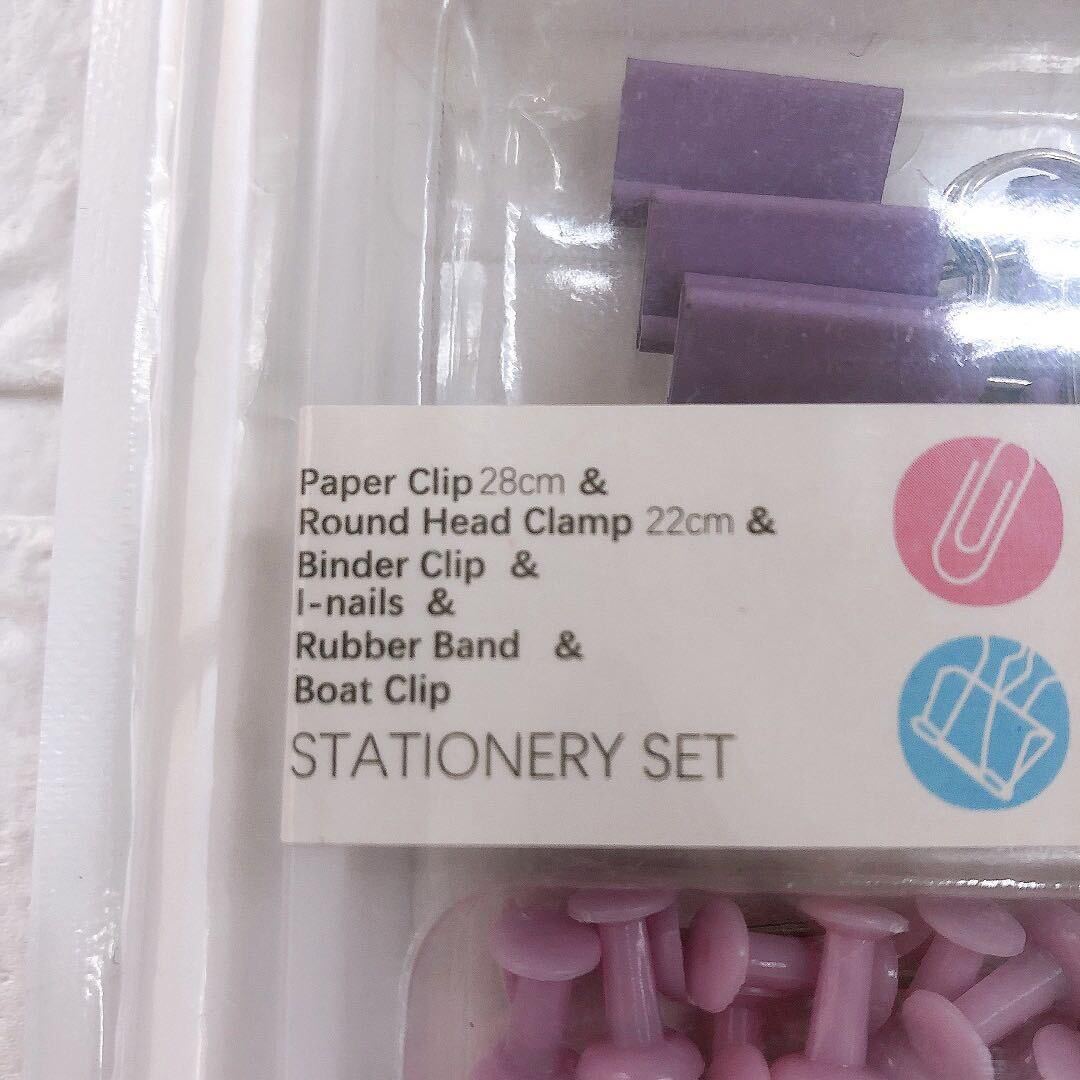 Paper Clip 28cm &
Round Head Clamp 22cm &
Binder Clip &
I-nails &
Rubber Band &
Boat Clip
STATIONERY SET